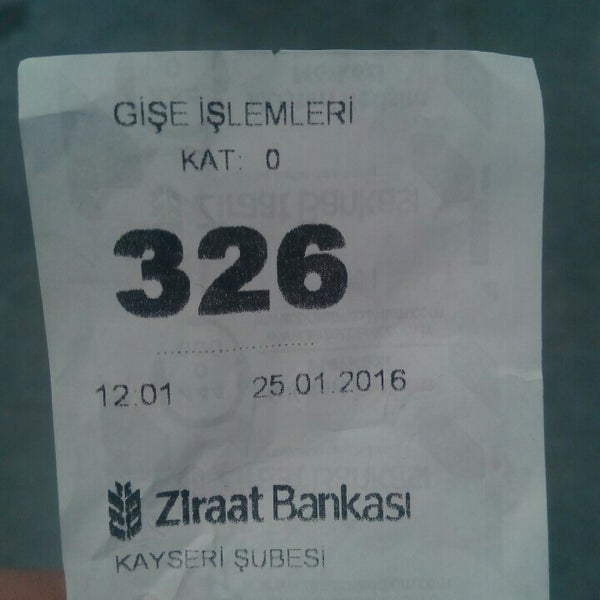 GİŞE İŞLEMLERİ
KAT: 0
326
12:01 25.01.2016
Ziraat Bankası
KAYSERİ ŞUBESİ